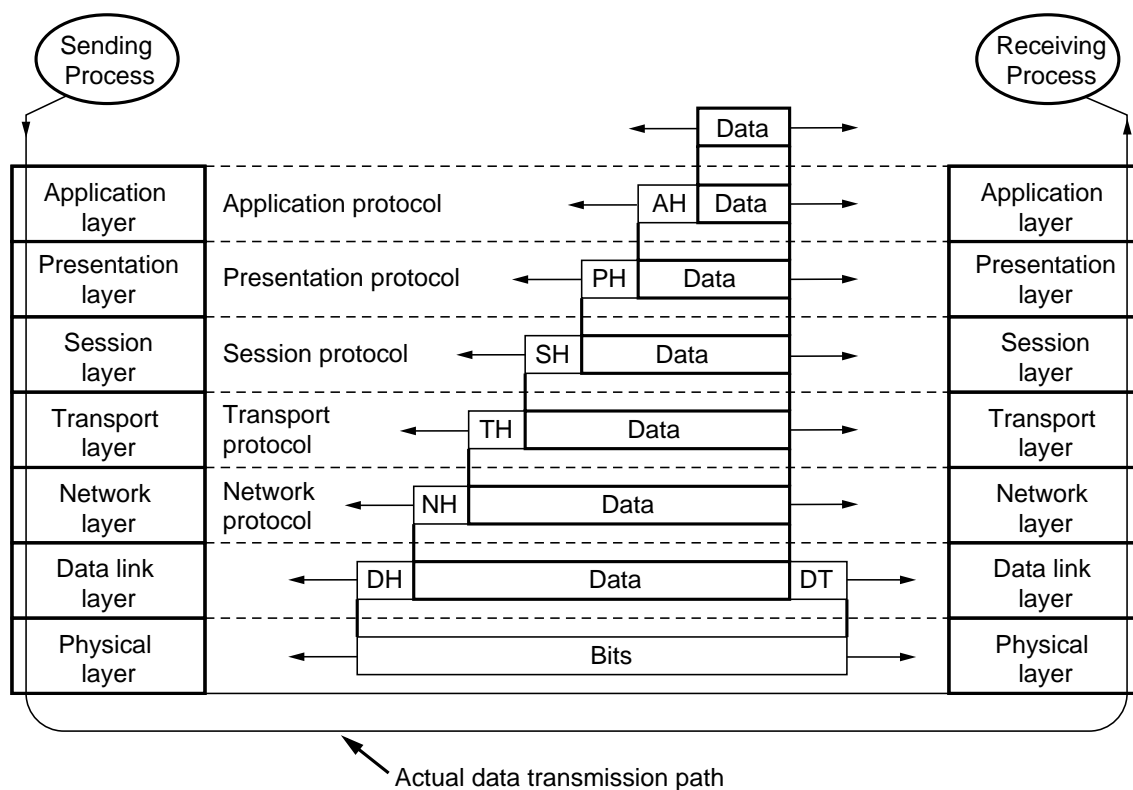 Sending
Process
Receiving
Process
Data
Application
layer
Application protocol
AH
Data
Application
layer
Presentation
layer
Presentation protocol
PH
Data
Presentation
layer
Session
layer
Session protocol
SH
Data
Session
layer
Transport
layer
Transport
protocol
TH
Data
Transport
layer
Network
layer
Network
protocol
NH
Data
Network
layer
Data link
layer
DH
Data
DT
Data link
layer
Physical
layer
Bits
Physical
layer
Actual data transmission path